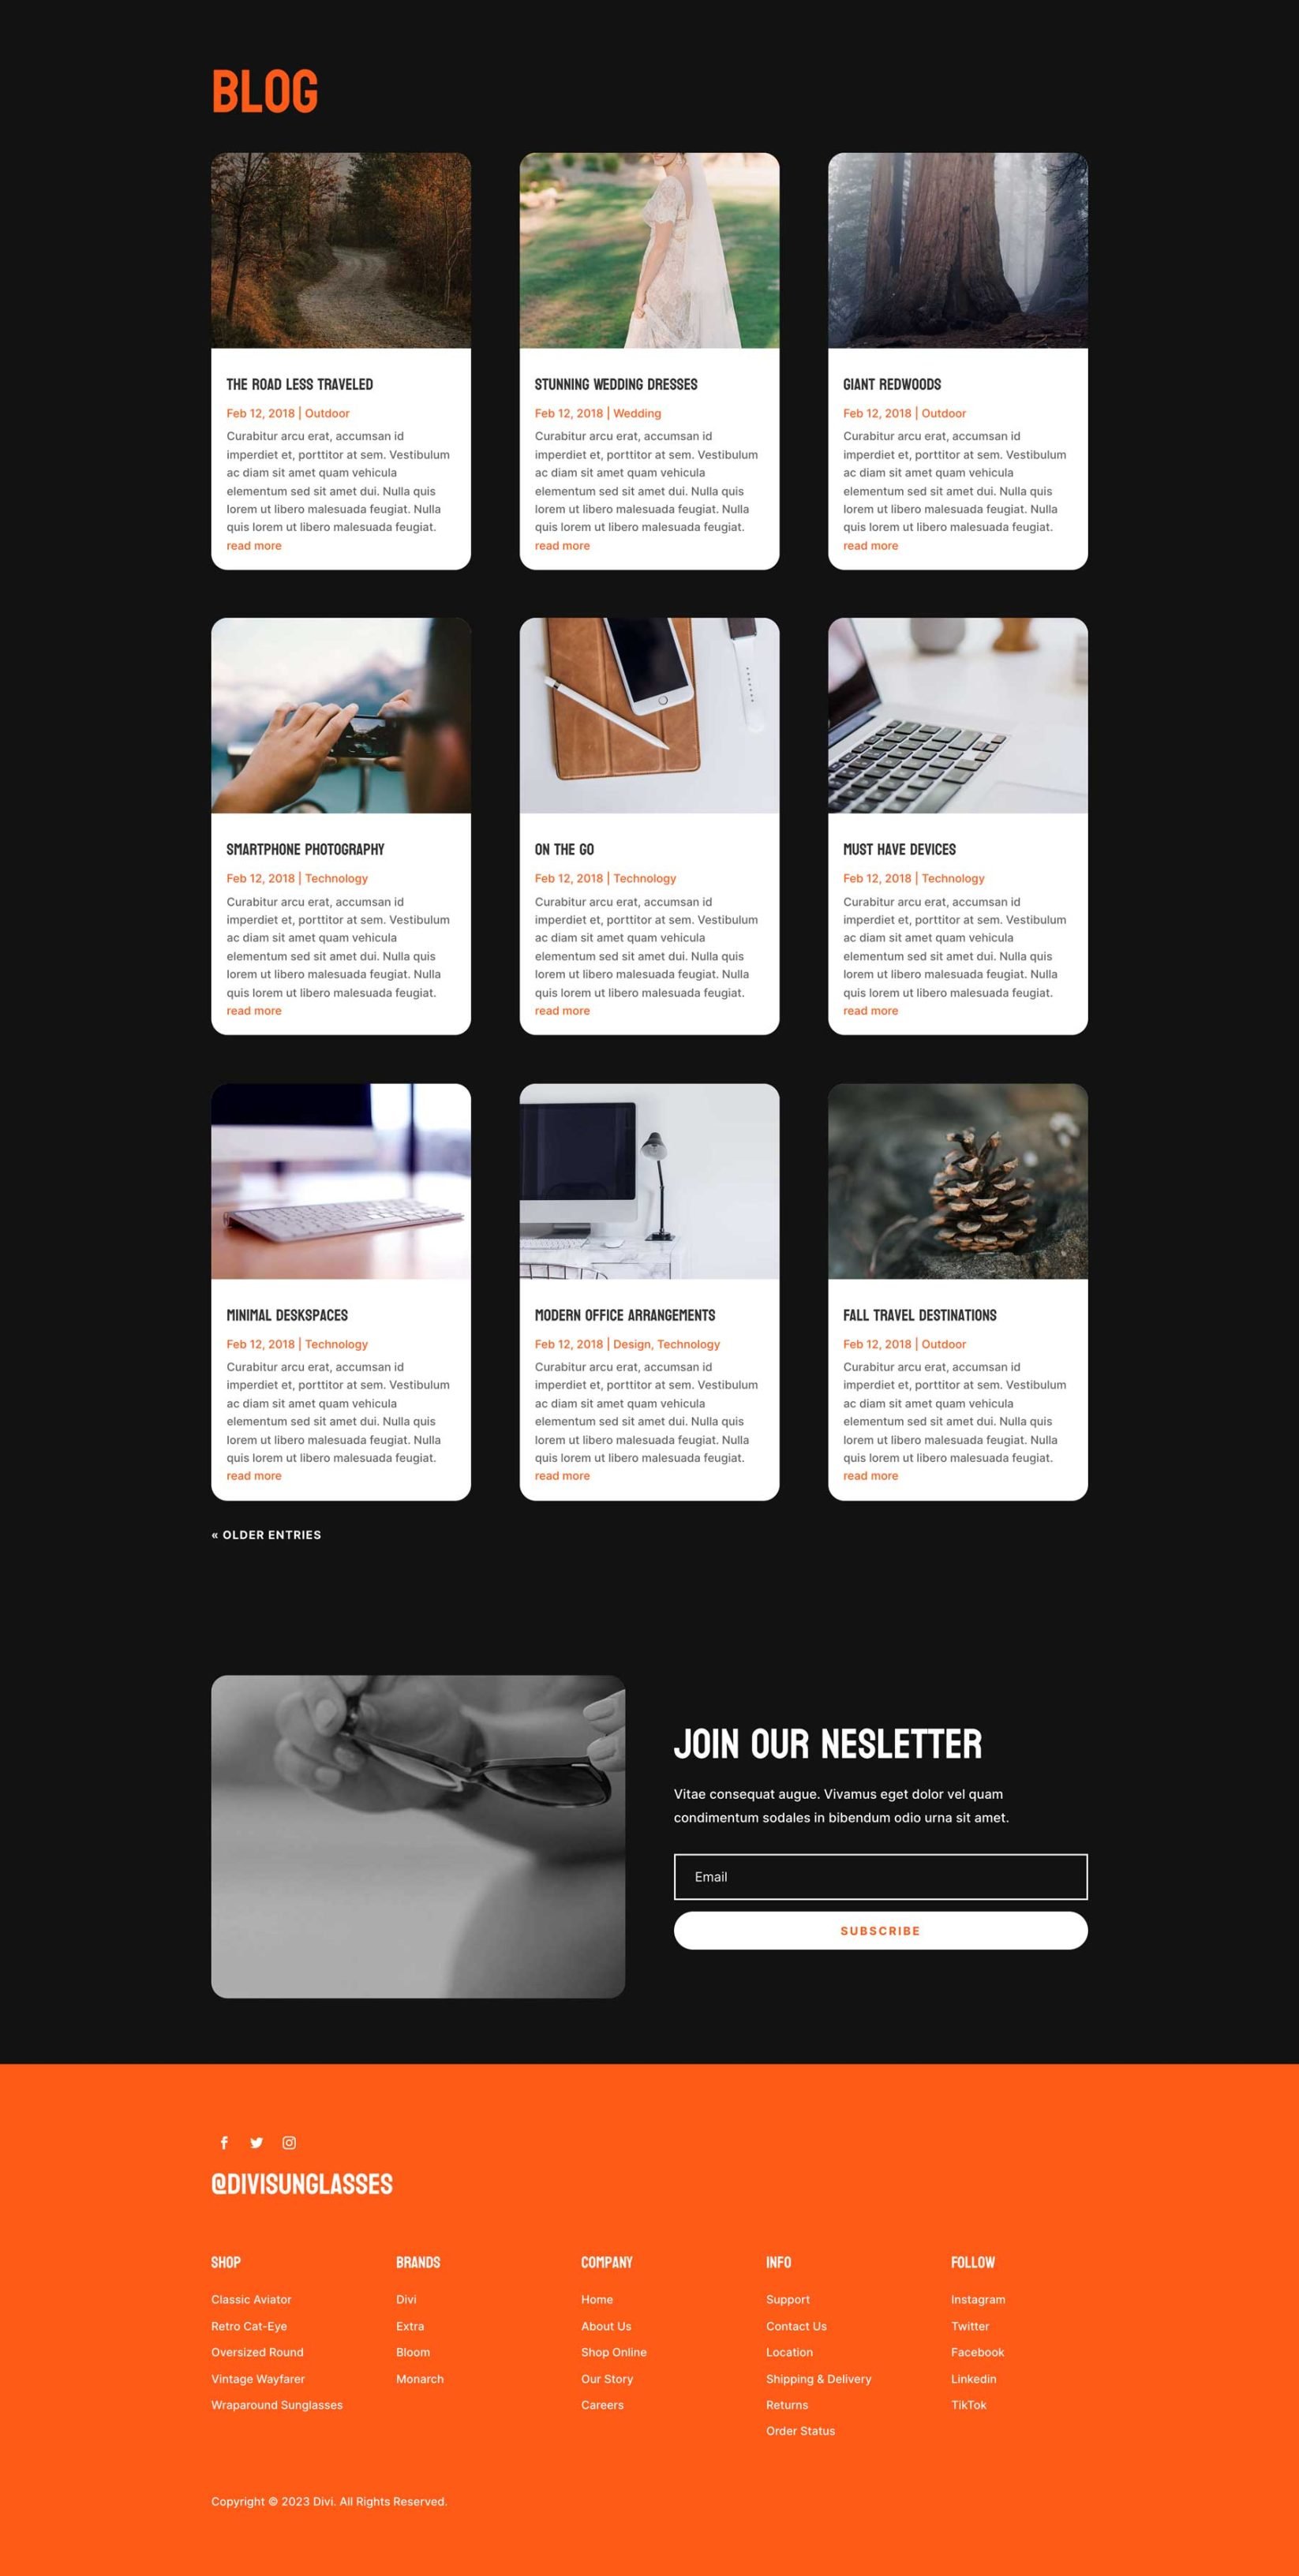 BLOG
THE ROAD LESS TRAVELED
Feb 12, 2018 | Outdoor
Curabitur arcu erat, accumsan id
imperdiet et, porttitor at sem. Vestibulum
ac diam sit amet quam vehicula
elementum sed sit amet dui. Nulla quis
lorem ut libero malesuada feugiat. Nulla
quis lorem ut libero malesuada feugiat.
read more
STUNNING WEDDING DRESSES
Feb 12, 2018 | Wedding
Curabitur arcu erat, accumsan id
imperdiet et, porttitor at sem. Vestibulum
ac diam sit amet quam vehicula
elementum sed sit amet dui. Nulla quis
lorem ut libero malesuada feugiat. Nulla
quis lorem ut libero malesuada feugiat.
read more
GIANT REDWOODS
Feb 12, 2018 | Outdoor
Curabitur arcu erat, accumsan id
imperdiet et, porttitor at sem. Vestibulum
ac diam sit amet quam vehicula
elementum sed sit amet dui. Nulla quis
lorem ut libero malesuada feugiat. Nulla
quis lorem ut libero malesuada feugiat.
read more
SMARTPHONE PHOTOGRAPHY
Feb 12, 2018 | Technology
Curabitur arcu erat, accumsan id
imperdiet et, porttitor at sem. Vestibulum
ac diam sit amet quam vehicula
elementum sed sit amet dui. Nulla quis
lorem ut libero malesuada feugiat. Nulla
quis lorem ut libero malesuada feugiat.
read more
ON THE GO
Feb 12, 2018 | Technology
Curabitur arcu erat, accumsan id
imperdiet et, porttitor at sem. Vestibulum
ac diam sit amet quam vehicula
elementum sed sit amet dui. Nulla quis
lorem ut libero malesuada feugiat. Nulla
quis lorem ut libero malesuada feugiat.
read more
MUST HAVE DEVICES
Feb 12, 2018 | Technology
Curabitur arcu erat, accumsan id
imperdiet et, porttitor at sem. Vestibulum
ac diam sit amet quam vehicula
elementum sed sit amet dui. Nulla quis
lorem ut libero malesuada feugiat. Nulla
quis lorem ut libero malesuada feugiat.
read more
MINIMAL DESKSPACES
Feb 12, 2018 | Technology
Curabitur arcu erat, accumsan id
imperdiet et, porttitor at sem. Vestibulum
ac diam sit amet quam vehicula
elementum sed sit amet dui. Nulla quis
lorem ut libero malesuada feugiat. Nulla
quis lorem ut libero malesuada feugiat.
read more
MODERN OFFICE ARRANGEMENTS
Feb 12, 2018 | Design, Technology
Curabitur arcu erat, accumsan id
imperdiet et, porttitor at sem. Vestibulum
ac diam sit amet quam vehicula
elementum sed sit amet dui. Nulla quis
lorem ut libero malesuada feugiat. Nulla
quis lorem ut libero malesuada feugiat.
read more
FALL TRAVEL DESTINATIONS
Feb 12, 2018 | Outdoor
Curabitur arcu erat, accumsan id
imperdiet et, porttitor at sem. Vestibulum
ac diam sit amet quam vehicula
elementum sed sit amet dui. Nulla quis
lorem ut libero malesuada feugiat. Nulla
quis lorem ut libero malesuada feugiat.
read more
« OLDER ENTRIES
JOIN OUR NESLETTER
Vitae consequat augue. Vivamus eget dolor vel quam
condimentum sodales in bibendum odio urna sit amet.
Email
SUBSCRIBE
@DIVISUNGLASSES
SHOP
Classic Aviator
Retro Cat-Eye
Oversized Round
Vintage Wayfarer
Wraparound Sunglasses
BRANDS
Divi
Extra
Bloom
Monarch
COMPANY
Home
About Us
Shop Online
Our Story
Careers
INFO
Support
Contact Us
Location
Shipping & Delivery
Returns
Order Status
FOLLOW
Instagram
Twitter
Facebook
Linkedin
TikTok
Copyright © 2023 Divi. All Rights Reserved.